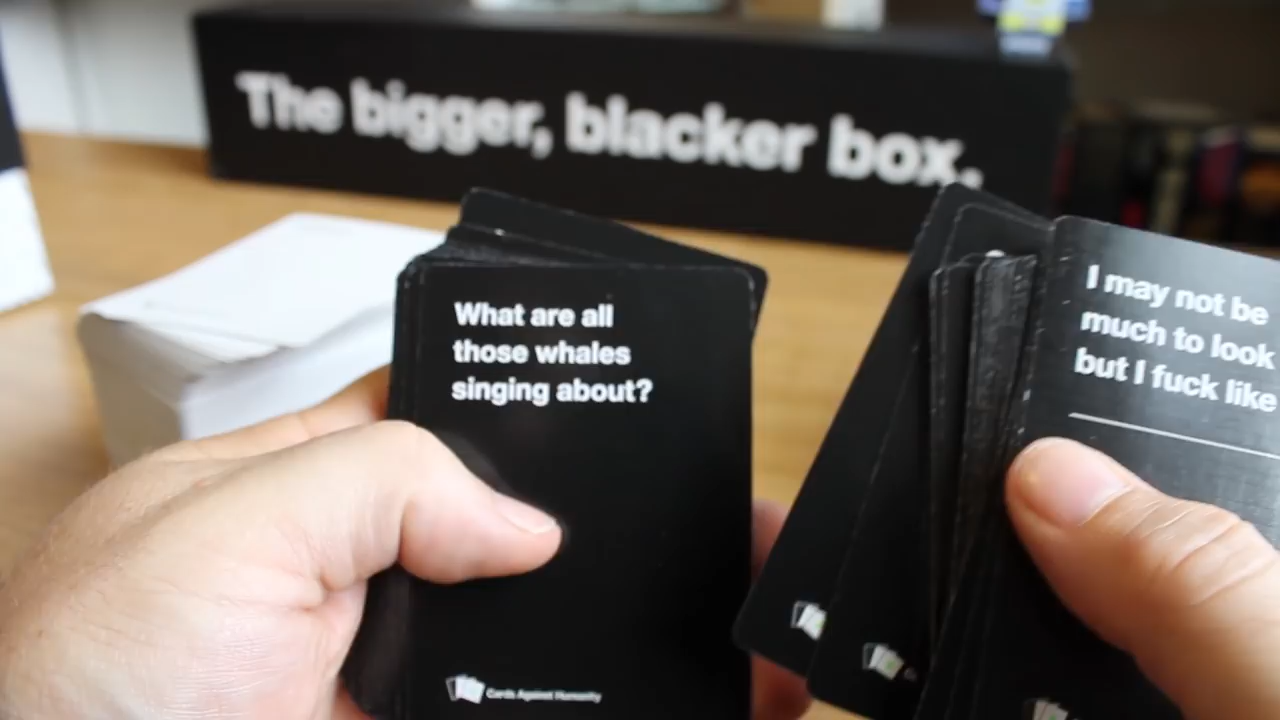 The bigger, blacker box.
What are all
those whales
singing about?
Cards Against Humanity
I may not be
much to look
but I fuck like